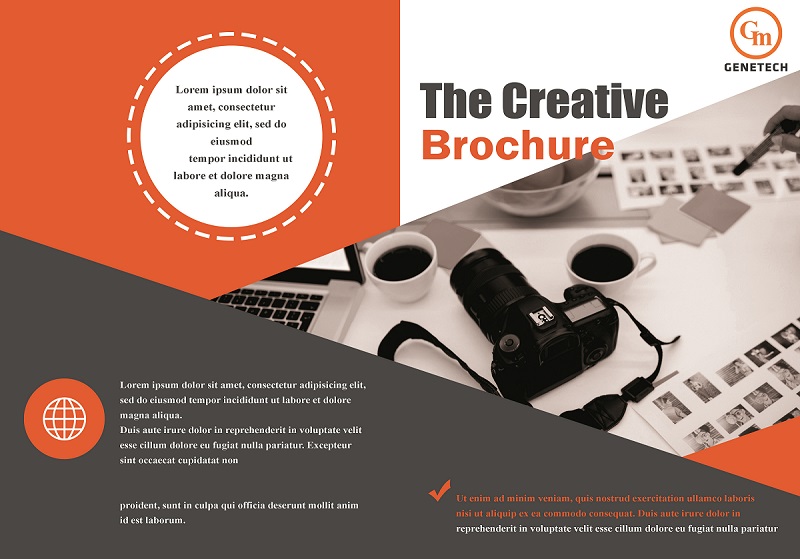 Lorem ipsum dolor sit
amet, consectetur
adipisicing elit, sed do
eiusmod
tempor incididunt ut
labore et dolore magna
aliqua.
Gm
GENETECH
The Creative
Brochure
Lorem ipsum dolor sit amet, consectetur adipisicing elit,
sed do eiusmod tempor incididunt ut labore et dolore
magna aliqua.
Duis aute irure dolor in reprehenderit in voluptate velit
esse cillum dolore eu fugiat nulla pariatur. Excepteur
sint occaecat cupidatat non
proident, sunt in culpa qui officia deserunt mollit anim
id est laborum.
Ut enim ad minim veniam, quis nostrud exercitation ullamco laboris
nisi ut aliquip ex ea commodo consequat. Duis aute irure dolor in
reprehenderit in voluptate velit esse cillum dolore eu fugiat nulla pariatur